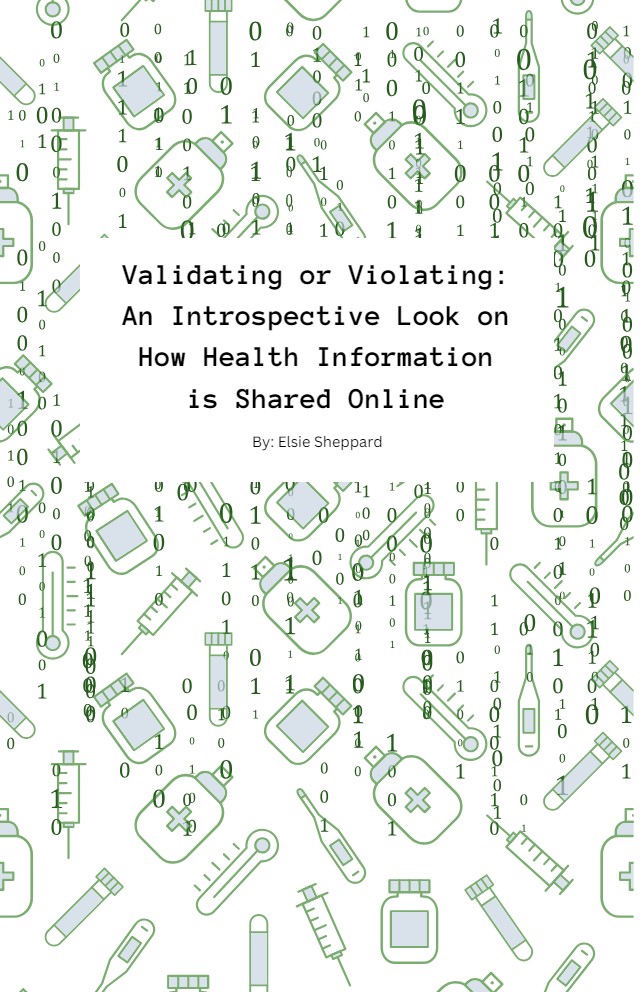 Validating or Violating:
An Introspective Look on
How Health Information
is Shared Online
By: Elsie Sheppard